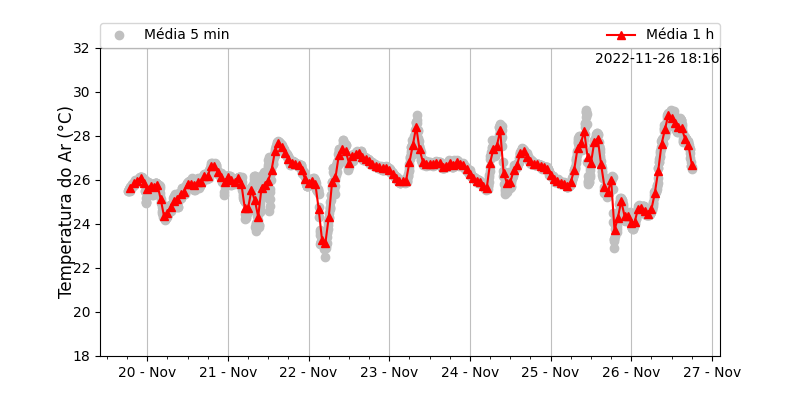 Média 5 min
Média 1 h
2022-11-26 18:16
Temperatura do Ar (°C)
32
30
28
26
24
22
20
18
20 - Nov
21 - Nov
22 - Nov
23 - Nov
24 - Nov
25 - Nov
26 - Nov
27 - Nov